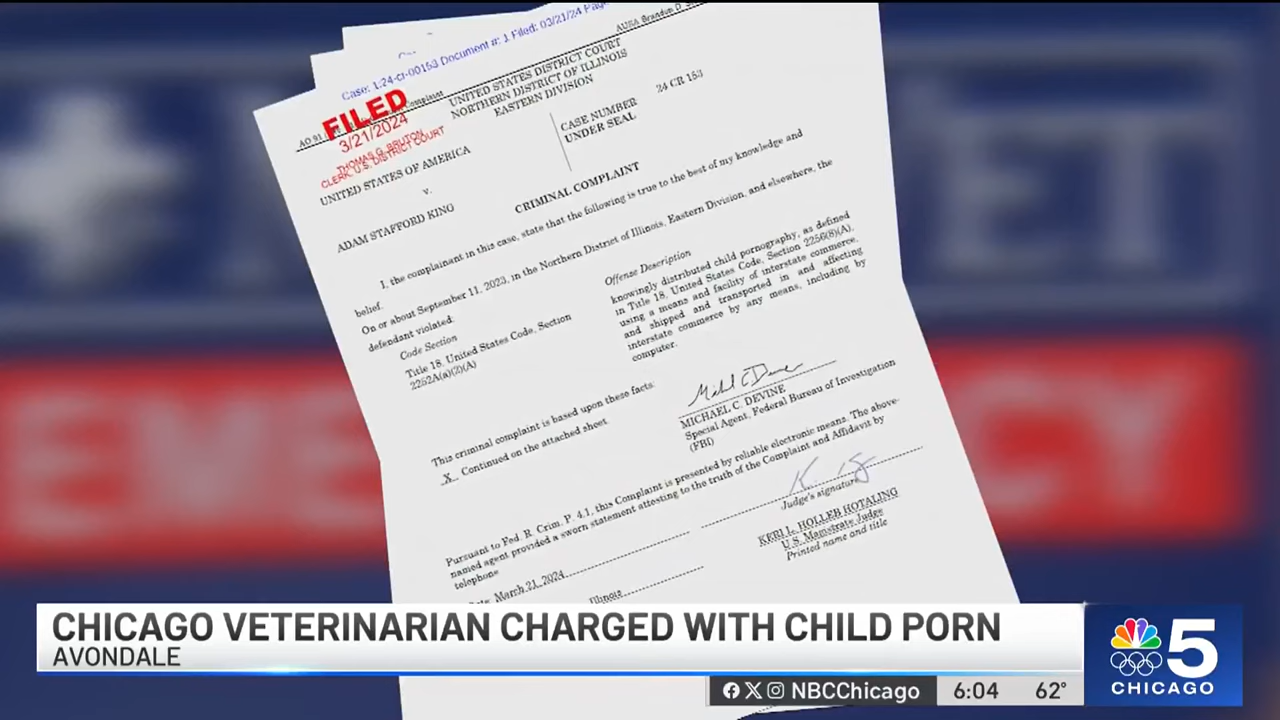 Case: 1:24-cr-00153 Document #: 1 Filed: 03/21/24 Page
AUSA Brandon D.
AO 91 Complaint
FILED
3/21/2024
THOMAS G. BRUTON
CLERK, U.S. DISTRICT COURT
UNITED STATES DISTRICT COURT
NORTHERN DISTRICT OF ILLINOIS
EASTERN DIVISION
UNITED STATES OF AMERICA
v.
ADAM STAFFORD KING
CASE NUMBER 24 CR 153
UNDER SEAL
CRIMINAL COMPLAINT
I, the complainant in this case, state that the following is true to the best of my knowledge and
belief.
On or about September 11, 2023, in the Northern District of Illinois, Eastern Division, and elsewhere, the
defendant violated:
Code Section
Title 18, United States Code, Section
2252A(a)(2)(A)
Offense Description
knowingly distributed child pornography, as defined
in Title 18, United States Code, Section 2256(8)(A),
using a means and facility of interstate commerce,
and shipped and transported in and affecting
interstate commerce by any means, including by
computer.
This criminal complaint is based upon these facts:
X Continued on the attached sheet.
MICHAEL C. DEVINE
Special Agent, Federal Bureau of Investigation
(FBI)
Pursuant to Fed. R. Crim. P. 4.1, this Complaint is presented by reliable electronic means. The above-
named agent provided a sworn statement attesting to the truth of the Complaint and Affidavit by
telephone
March 21, 2024
Judge's signature
Illinois
KERI L. HOLLEB HOTALING
U.S. Magistrate Judge
Printed name and title
CHICAGO VETERINARIAN CHARGED WITH CHILD PORN
AVONDALE
5
CHICAGO
NBCChicago 6:04 62°